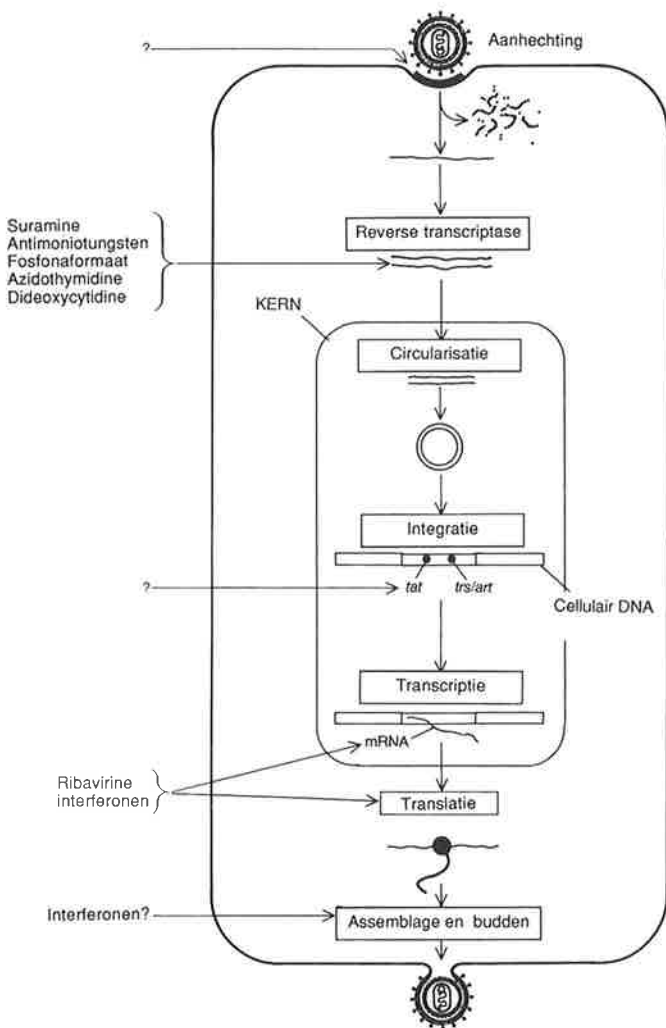 ?
Aanhechting
Suramine
Antimoniotungsten
Fosfonaformaat
Azidothymidine
Dideoxycytidine
Reverse transcriptase
KERN
Circularisatie
Integratie
?
tat
trs/art
Cellulair DNA
Transcriptie
mRNA
Ribavirine
interferonen
Translatie
Interferonen?
Assemblage en budden